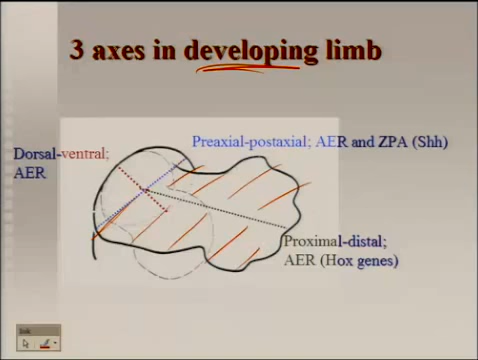 3 axes in developing limb
Preaxial-postaxial; AER and ZPA (Shh)
Dorsal-ventral;
AER
Proximal-distal;
AER (Hox genes)